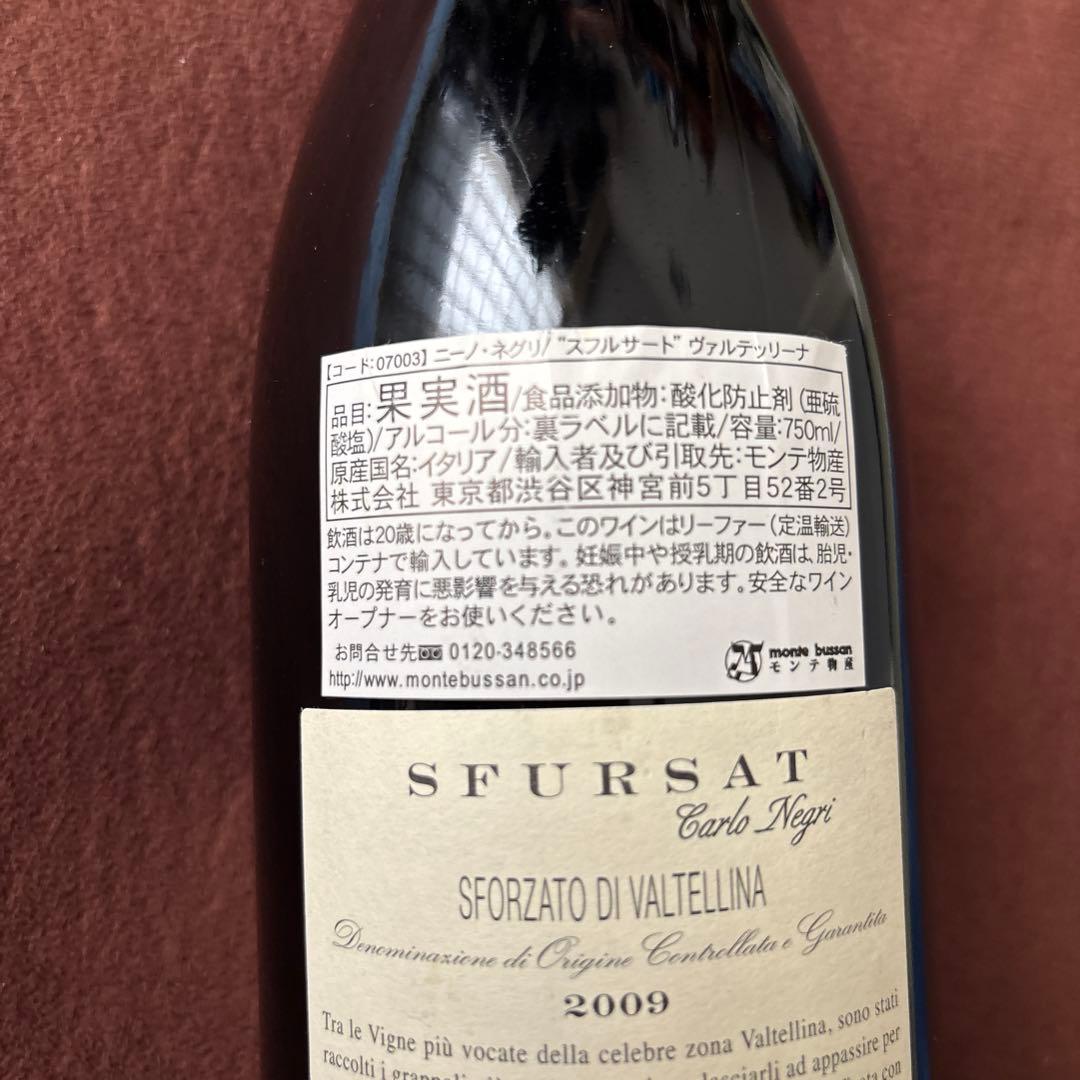 【コード:07003】 ニーノ・ネグリ/ "スフルサード" ヴァルテッリーナ
品目:果実酒/食品添加物:酸化防止剤(亜硫
酸塩)/アルコール分:裏ラベルに記載/容量:750ml/
原産国名:イタリア/輸入者及び引取先:モンテ物産
株式会社 東京都渋谷区神宮前5丁目52番2号
飲酒は20歳になってから。このワインはリーファー(定温輸送)
コンテナで輸入しています。妊娠中や授乳期の飲酒は、胎児・
乳児の発育に悪影響を与える恐れがあります。安全なワイン
オープナーをお使いください。
お問合せ先 0120-348566
http://www.montebussan.co.jp
monte bussan
モンテ物産
SFURSAT
Carlo Negri
SFORZATO DI VALTELLINA
Denominazione di Origine Controllata e Garantita
2009
Tra le Vigne più vocate della celebre zona Valtellina, sono stati
raccolti i lasciarli ad appassire per
con